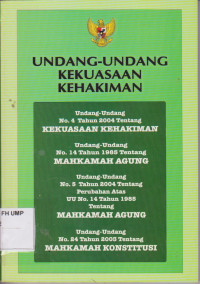 UNDANG-UNDANG
KEKUASAAN
KEHAKIMAN
Undang-Undang
No. 4 Tahun 2004 Tentang
KEKUASAAN KEHAKIMAN
Undang-Undang
No. 14 Tahun 1985 Tentang
MAHKAMAH AGUNG
Undang-Undang
No. 5 Tahun 2004 Tentang
Perubahan Atas
UU No. 14 Tahun 1985
Tentang
MAHKAMAH AGUNG
Undang-Undang
No. 24 Tahun 2003 Tentang
MAHKAMAH KONSTITUSI
FH UMP